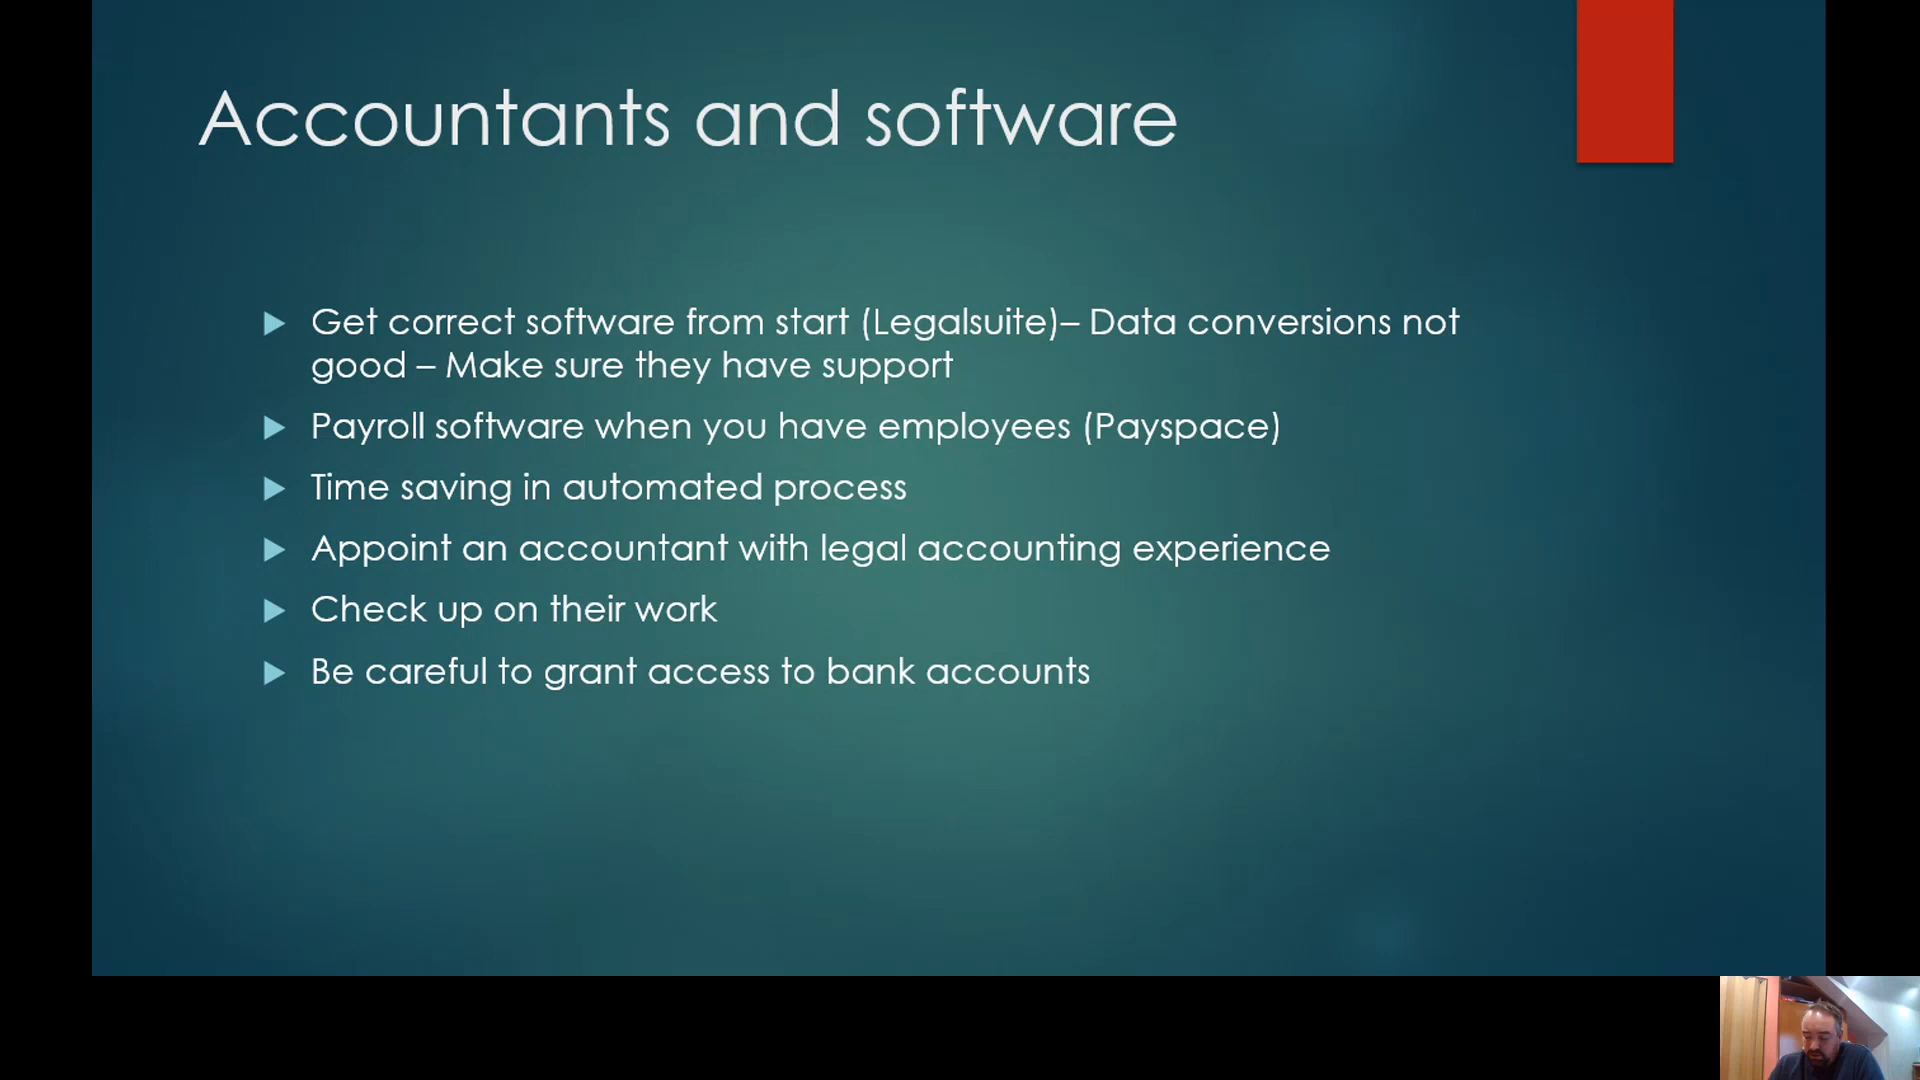 Accountants and software
Get correct software from start (Legalsuite)– Data conversions not
good – Make sure they have support
Payroll software when you have employees (Payspace)
Time saving in automated process
Appoint an accountant with legal accounting experience
Check up on their work
Be careful to grant access to bank accounts